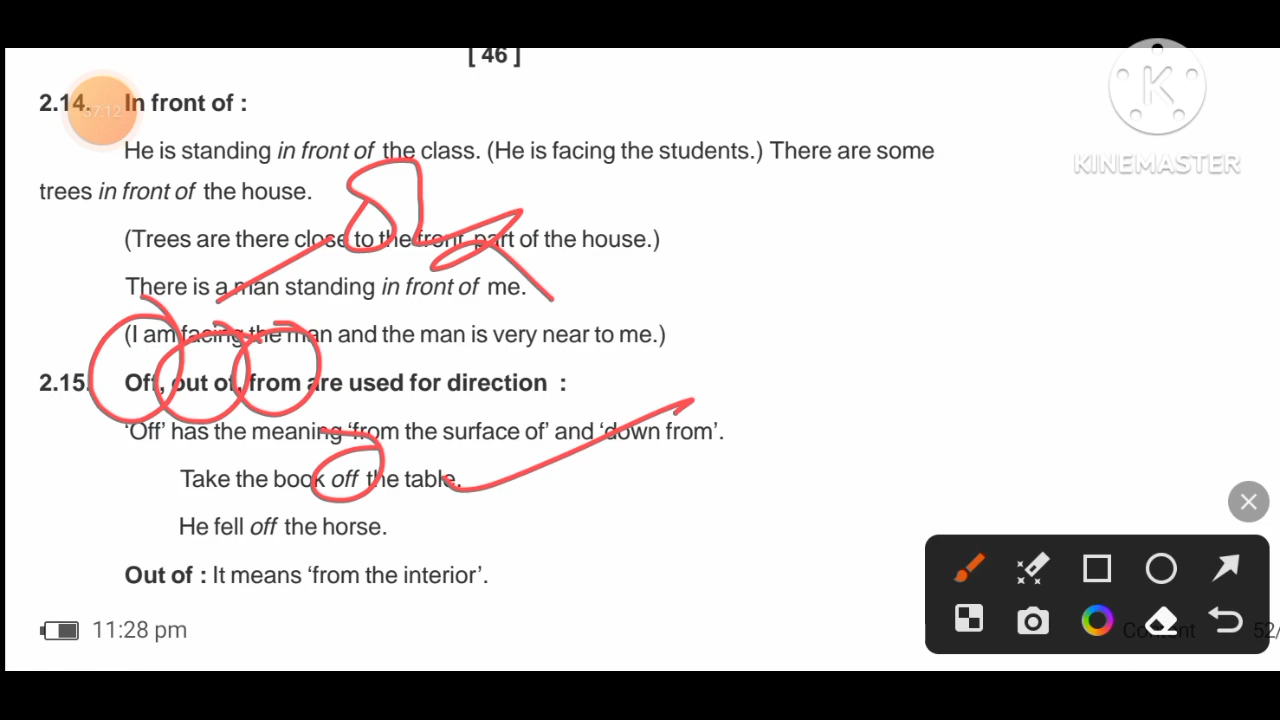 [ 46 ]
2.14. In front of :
He is standing in front of the class. (He is facing the students.) There are some
trees in front of the house.
(Trees are there close to the front part of the house.)
There is a man standing in front of me.
(I am facing the man and the man is very near to me.)
2.15. Off, out of, from are used for direction :
‘Off’ has the meaning ‘from the surface of’ and ‘down from’.
Take the book off the table.
He fell off the horse.
Out of : It means ‘from the interior’.
11:28 pm
Content 52/
57:12
K
KINEMASTER